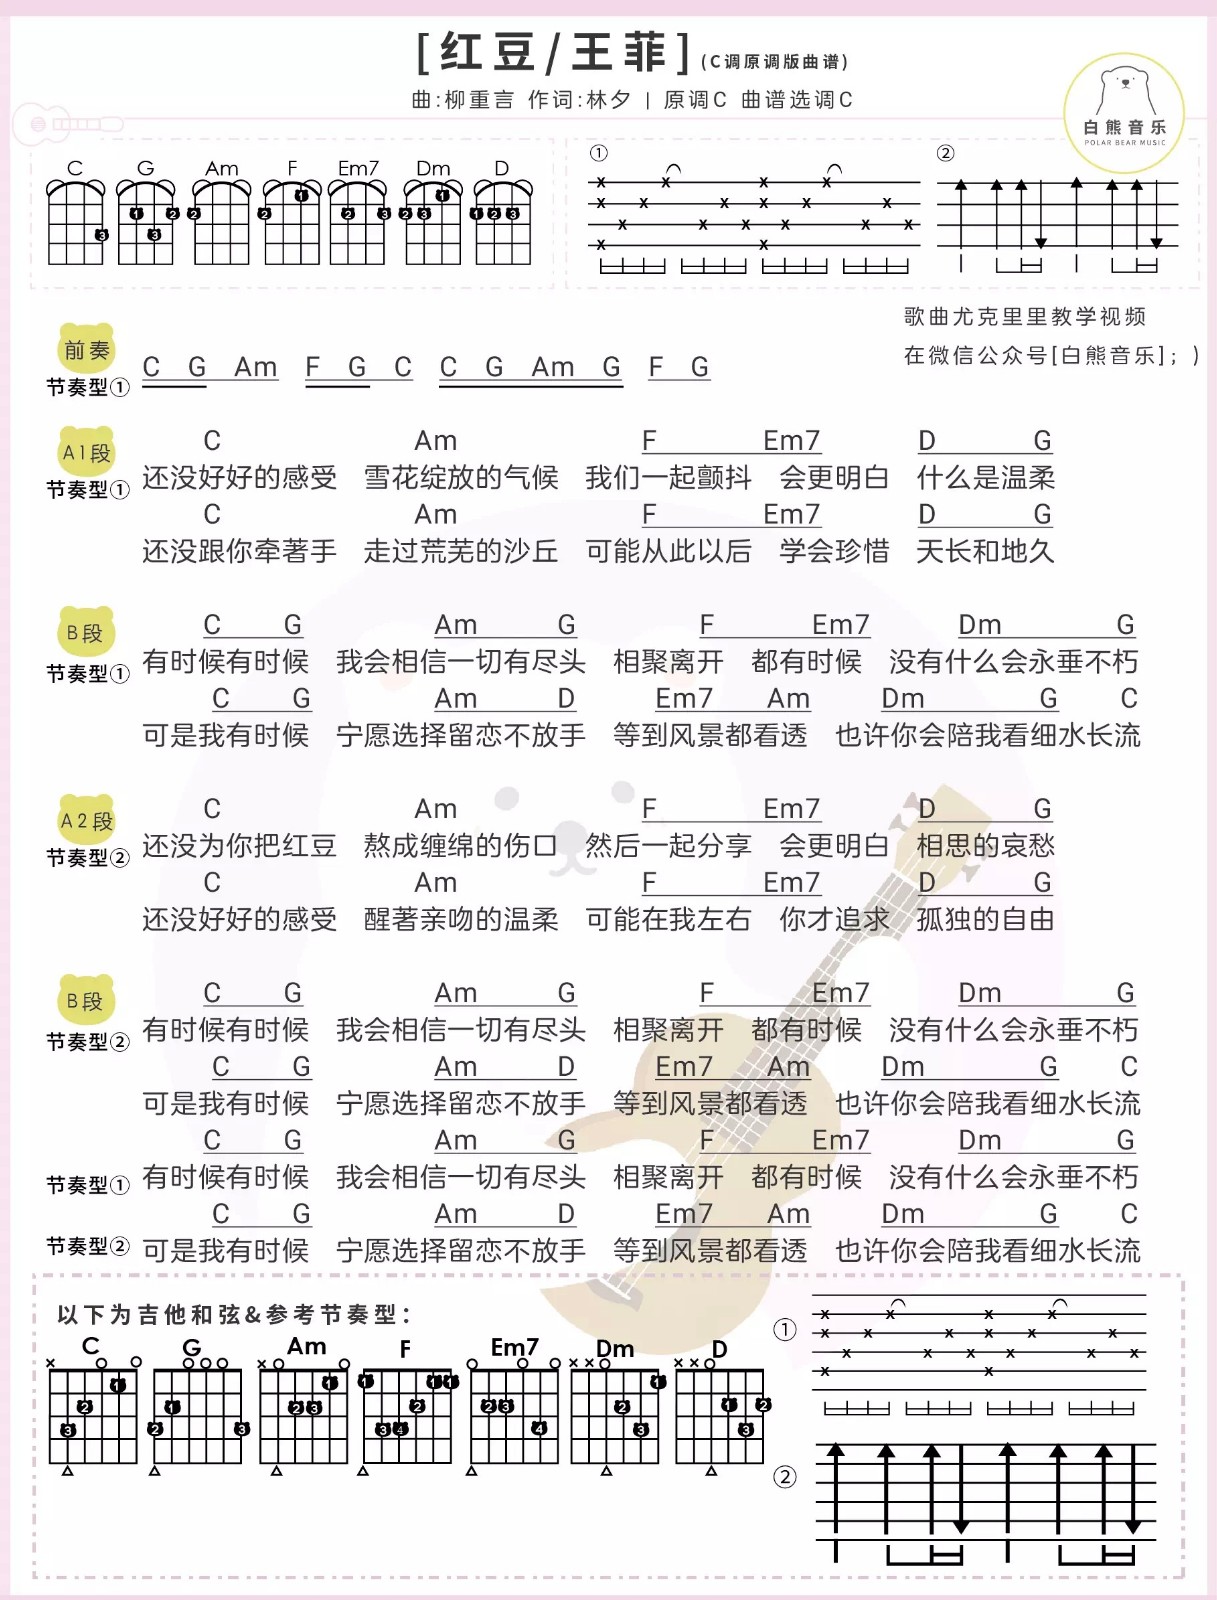 [红豆/王菲](C调原调版曲谱)
曲:柳重言 作词:林夕 | 原调C 曲谱选调C
白熊音乐
POLAR BEAR MUSIC
C G Am F Em7 Dm D
① ②
歌曲尤克里里教学视频
在微信公众号[白熊音乐];)
前奏
节奏型①
C G Am F G C C G Am G F G
A1段
节奏型①
C Am F Em7 D G
还没好好的感受 雪花绽放的气候 我们一起颤抖 会更明白 什么是温柔
C Am F Em7 D G
还没跟你牵著手 走过荒芜的沙丘 可能从此以后 学会珍惜 天长和地久
B段
节奏型①
C G Am G F Em7 Dm G
有时候有时候 我会相信一切有尽头 相聚离开 都有时候 没有什么会永垂不朽
C G Am D Em7 Am Dm G C
可是我有时候 宁愿选择留恋不放手 等到风景都看透 也许你会陪我看细水长流
A2段
节奏型②
C Am F Em7 D G
还没为你把红豆 熬成缠绵的伤口 然后一起分享 会更明白 相思的哀愁
C Am F Em7 D G
还没好好的感受 醒著亲吻的温柔 可能在我左右 你才追求 孤独的自由
B段
节奏型②
C G Am G F Em7 Dm G
有时候有时候 我会相信一切有尽头 相聚离开 都有时候 没有什么会永垂不朽
C G Am D Em7 Am Dm G C
可是我有时候 宁愿选择留恋不放手 等到风景都看透 也许你会陪我看细水长流
C G Am G F Em7 Dm G
节奏型① 有时候有时候 我会相信一切有尽头 相聚离开 都有时候 没有什么会永垂不朽
C G Am D Em7 Am Dm G C
节奏型② 可是我有时候 宁愿选择留恋不放手 等到风景都看透 也许你会陪我看细水长流
以下为吉他和弦&参考节奏型:
C G Am F Em7 Dm D
①
②